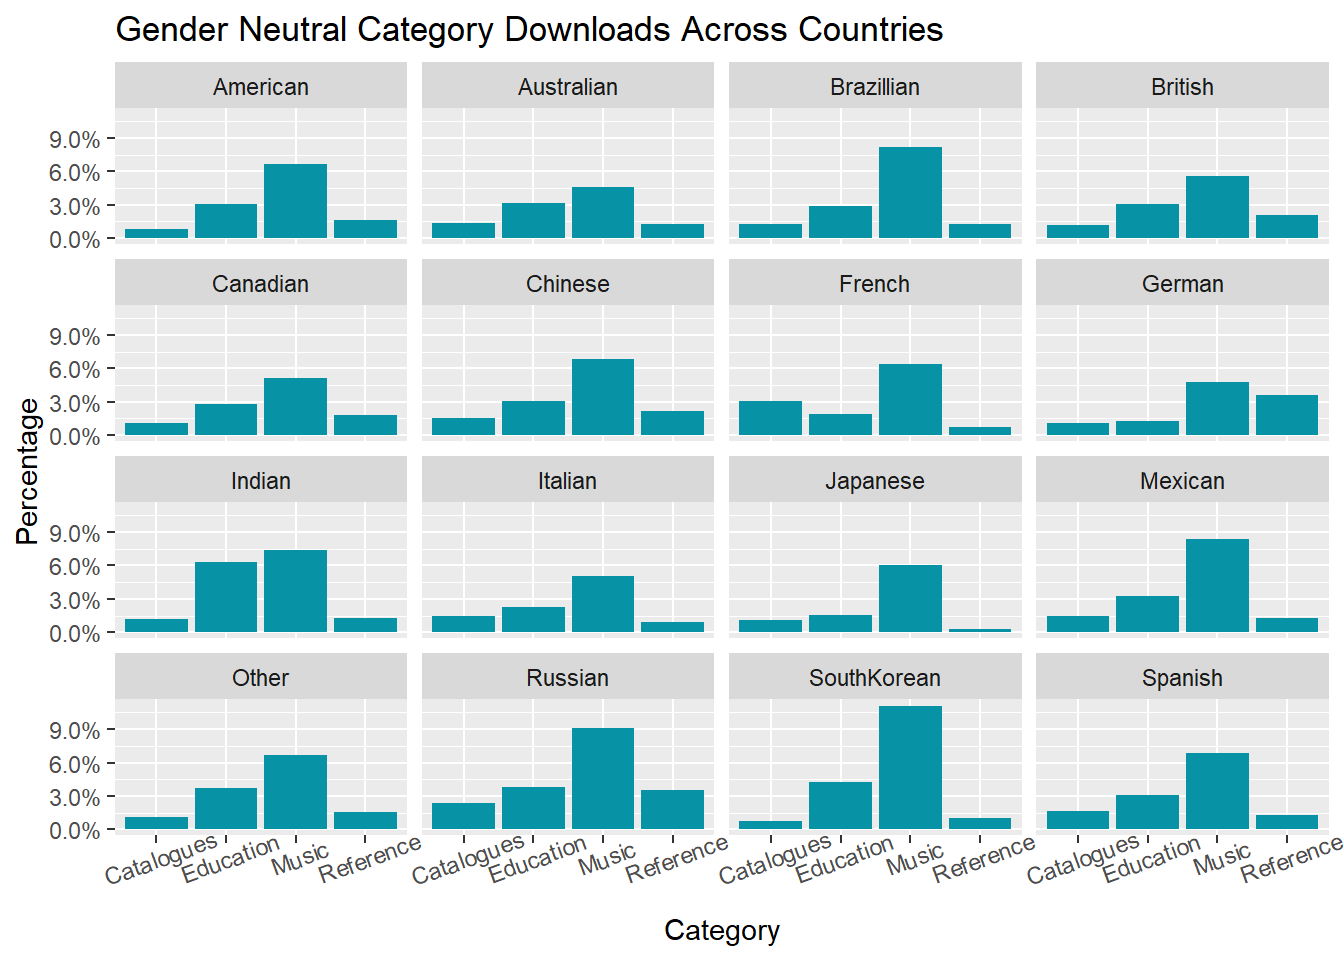 Gender Neutral Category Downloads Across Countries
American Australian Brazillian British
9.0%
6.0%
3.0%
0.0%
Canadian Chinese French German
9.0%
6.0%
3.0%
0.0%
Indian Italian Japanese Mexican
9.0%
6.0%
3.0%
0.0%
Other Russian SouthKorean Spanish
9.0%
6.0%
3.0%
0.0%
Catalogues Education Music Reference Catalogues Education Music Reference Catalogues Education Music Reference Catalogues Education Music Reference
Category
Percentage